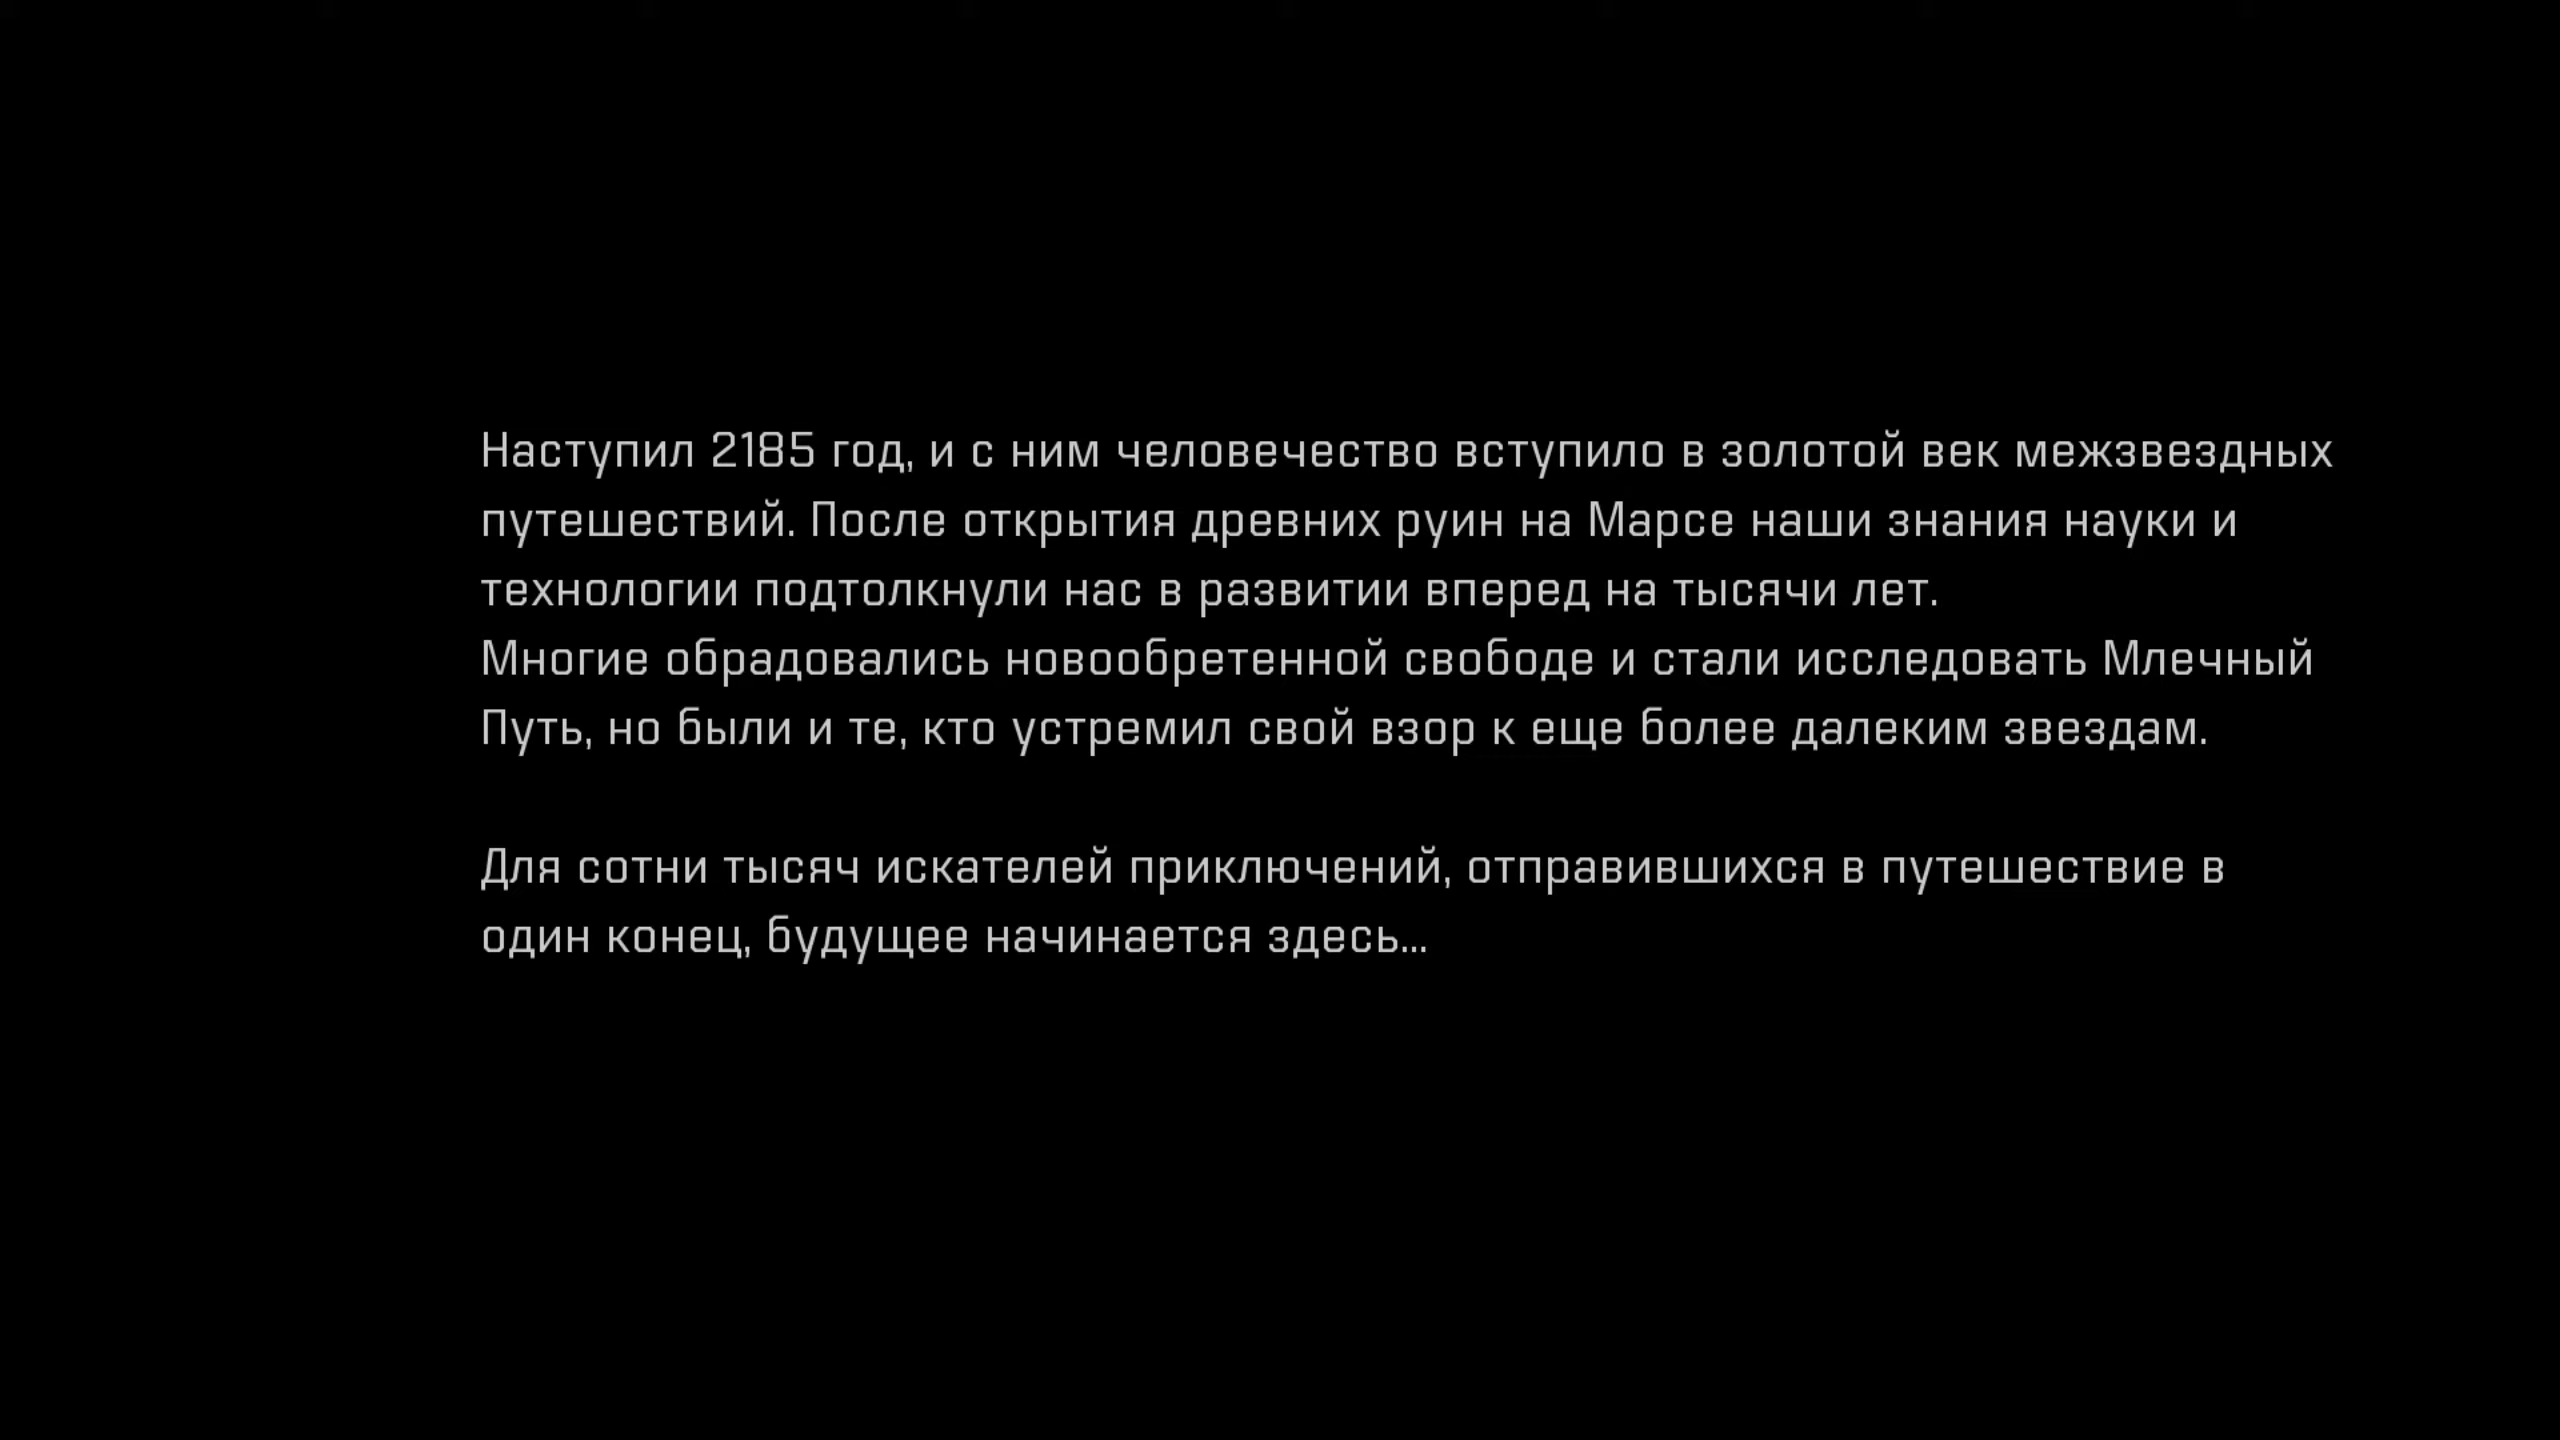 Наступил 2185 год, и с ним человечество вступило в золотой век межзвездных
путешествий. После открытия древних руин на Марсе наши знания науки и
технологии подтолкнули нас в развитии вперед на тысячи лет.
Многие обрадовались новообретенной свободе и стали исследовать Млечный
Путь, но были и те, кто устремил свой взор к еще более далеким звездам.
Для сотни тысяч искателей приключений, отправившихся в путешествие в
один конец, будущее начинается здесь...